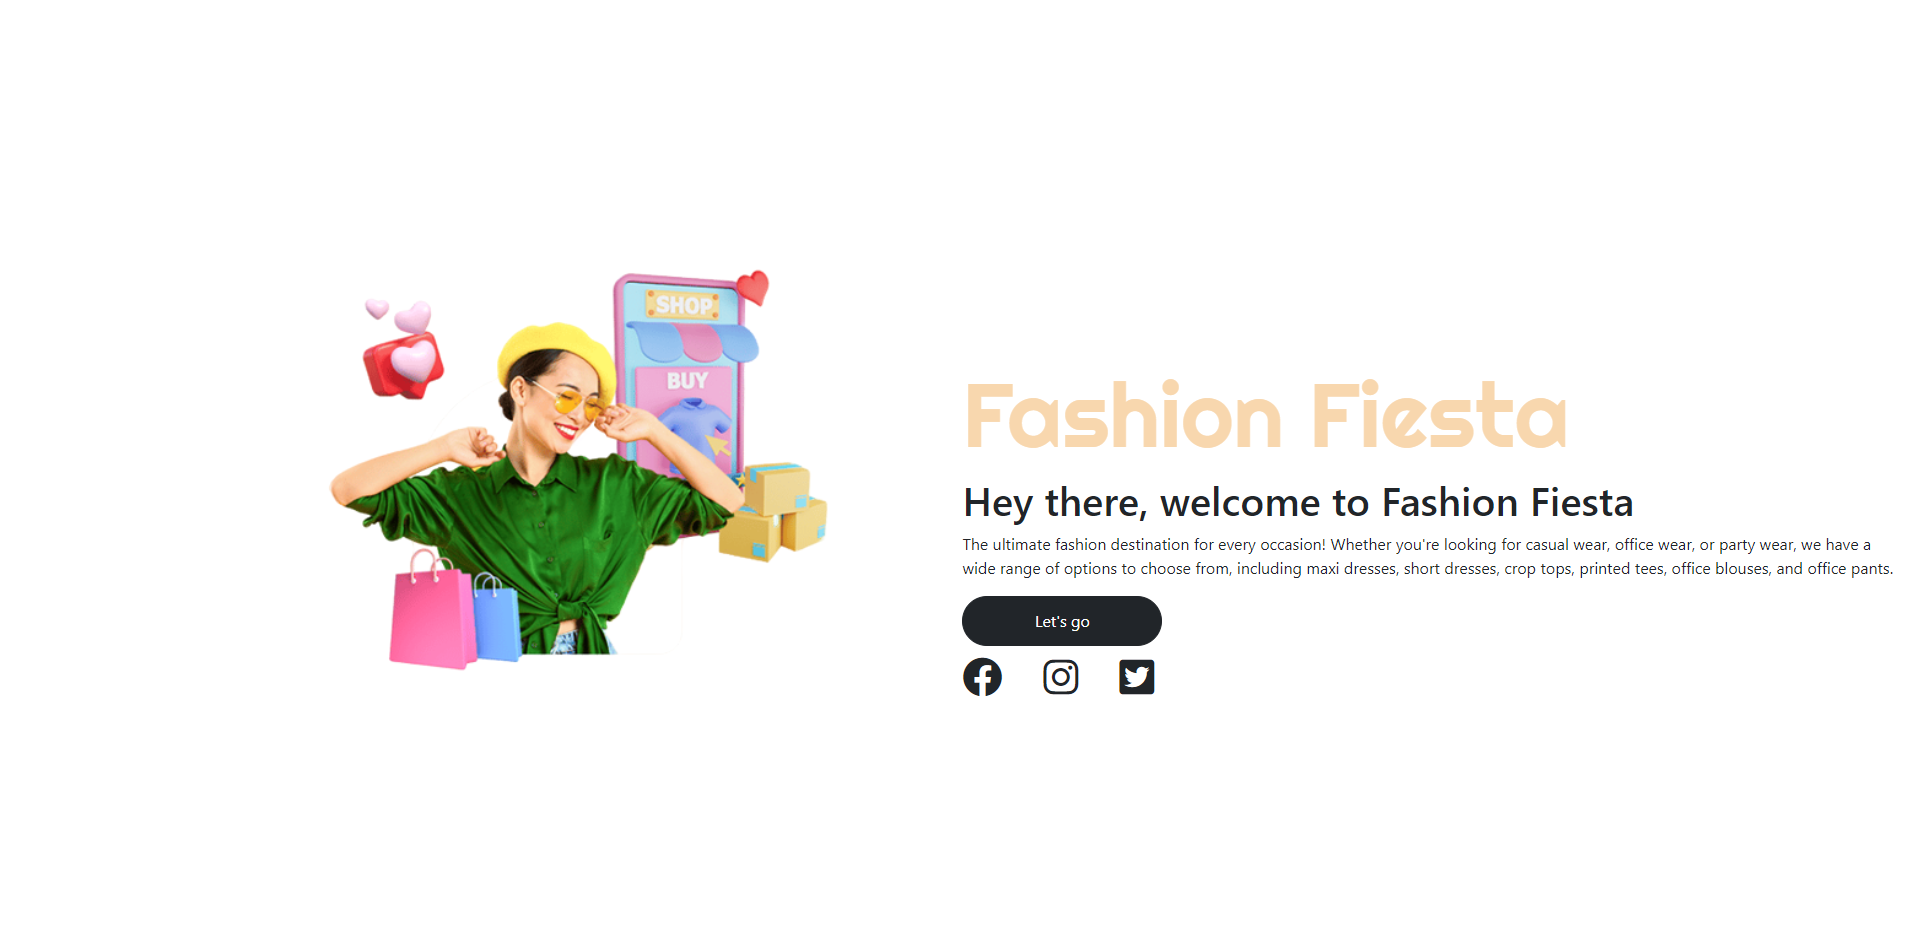 SHOP
BUY
Fashion Fiesta
Hey there, welcome to Fashion Fiesta
The ultimate fashion destination for every occasion! Whether you're looking for casual wear, office wear, or party wear, we have a
wide range of options to choose from, including maxi dresses, short dresses, crop tops, printed tees, office blouses, and office pants.
Let's go